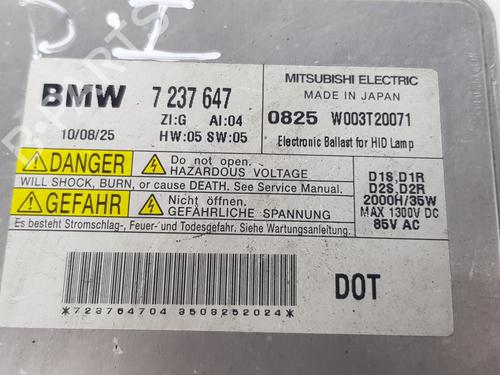 BMW 7 237 647
ZI:G AI:04
10/08/25 HW:05 SW:05
MITSUBISHI ELECTRIC
MADE IN JAPAN
0825 W003T20071
Electronic Ballast for HID Lamp
DANGER Do not open.
HAZARDOUS VOLTAGE
WILL SHOCK, BURN, or cause DEATH. See Service Manual.
GEFAHR Nicht öffnen.
GEFÄHRLICHE SPANNUNG
Es besteht Stromschlag-, Feuer- und Todesgefahr. Siehe Wartungsanleitung.
D1S,D1R
D2S,D2R
2000H/35W
MAX 1300V DC
85V AC
*723764704 3508252024*
DOT